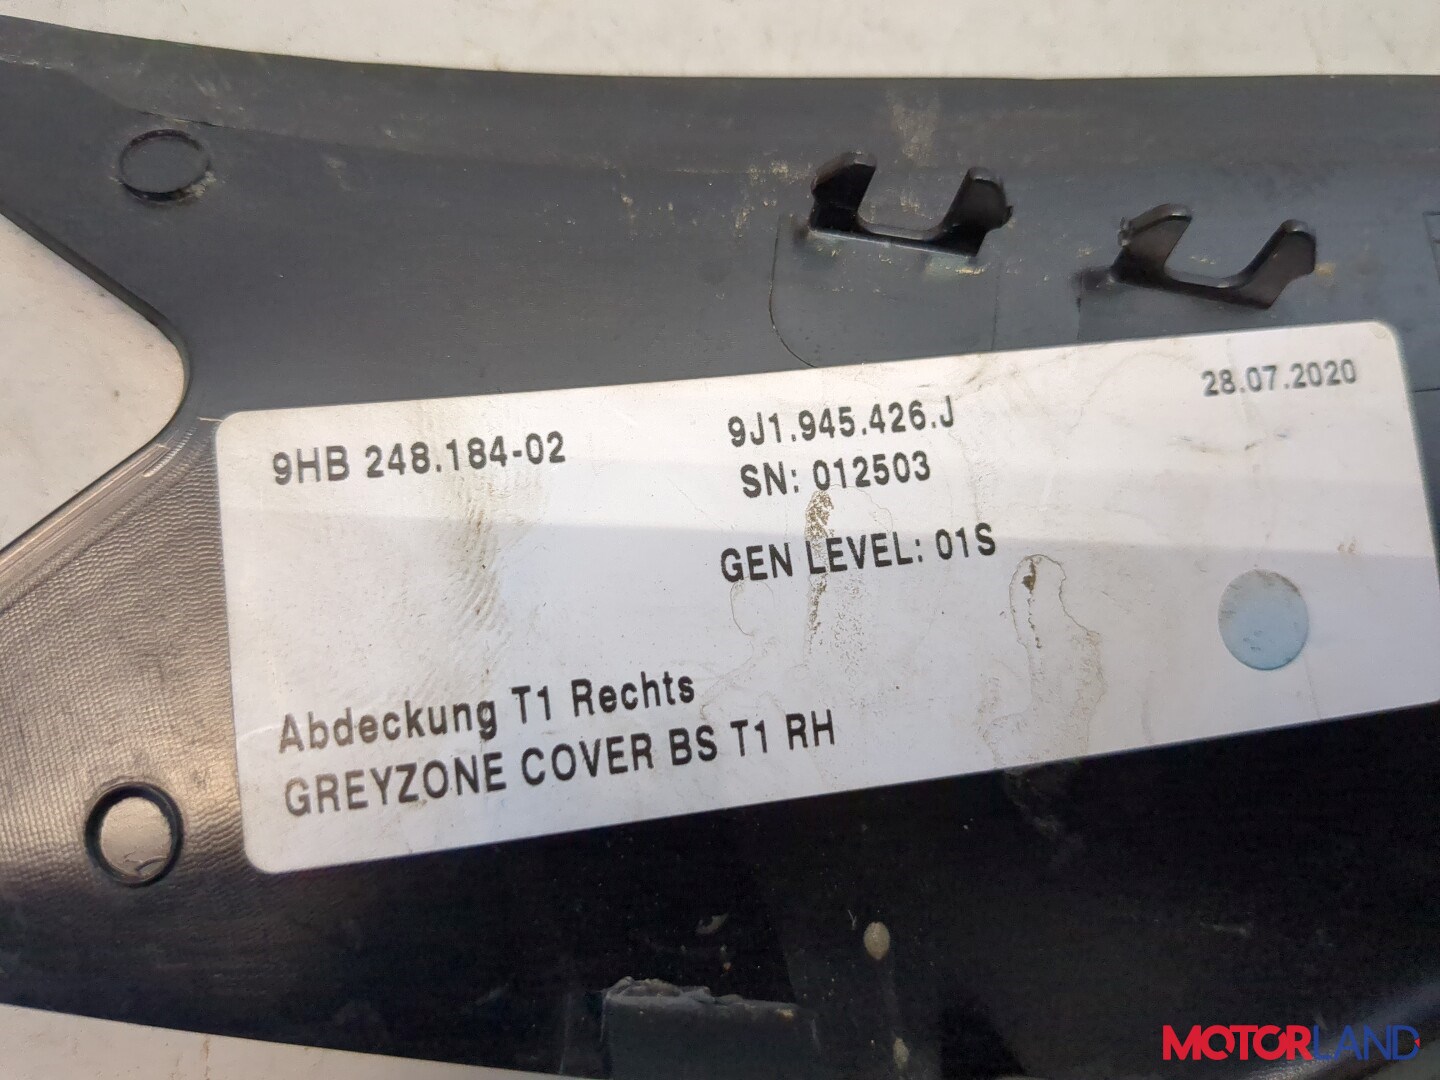 28.07.2020
9HB 248.184-02
9J1.945.426.J
SN: 012503
GEN LEVEL: 01S
Abdeckung T1 Rechts
GREYZONE COVER BS T1 RH
MOTORLAND